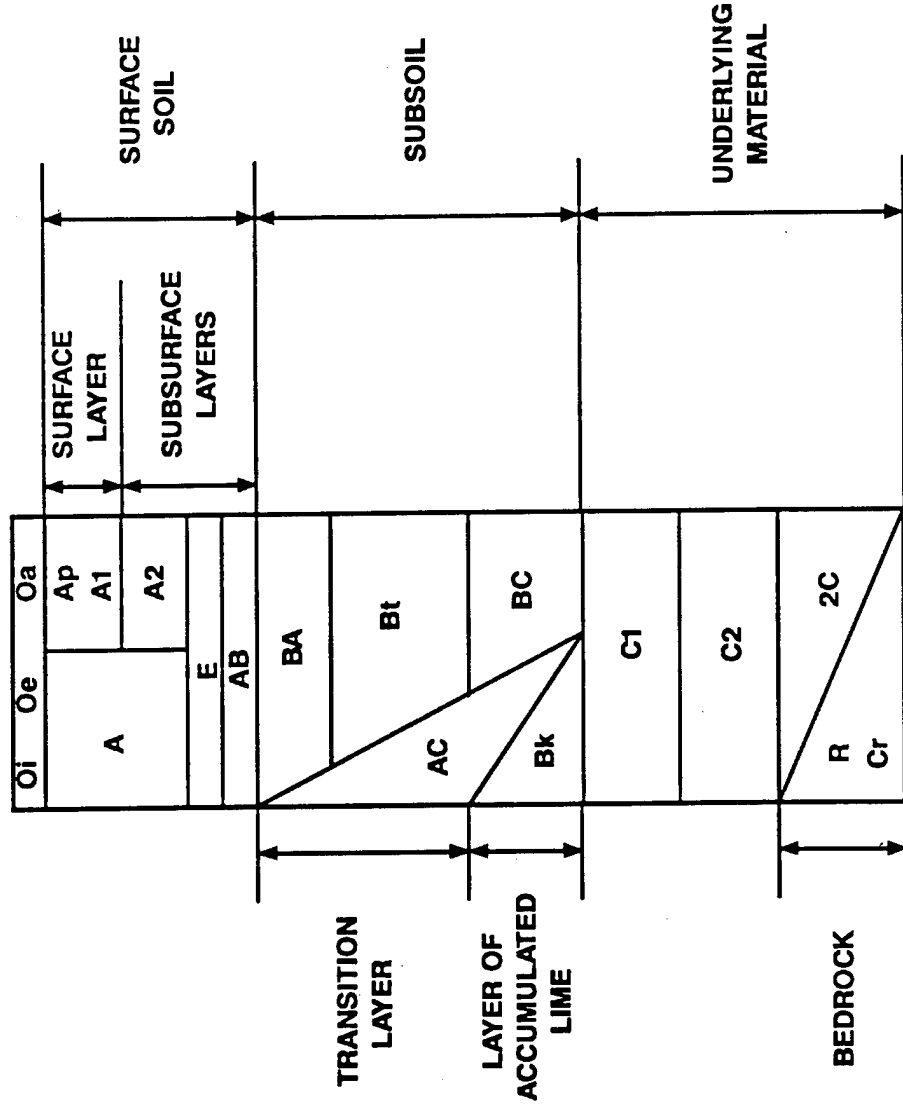 Oi Oe Oa
A
Ap
A1
A2
E
AB
BA
Bt
AC
BC
Bk
C1
C2
2C
R
Cr
SURFACE
LAYER
SUBSURFACE
LAYERS
SURFACE
SOIL
SUBSOIL
UNDERLYING
MATERIAL
TRANSITION
LAYER
LAYER OF
ACCUMULATED
LIME
BEDROCK